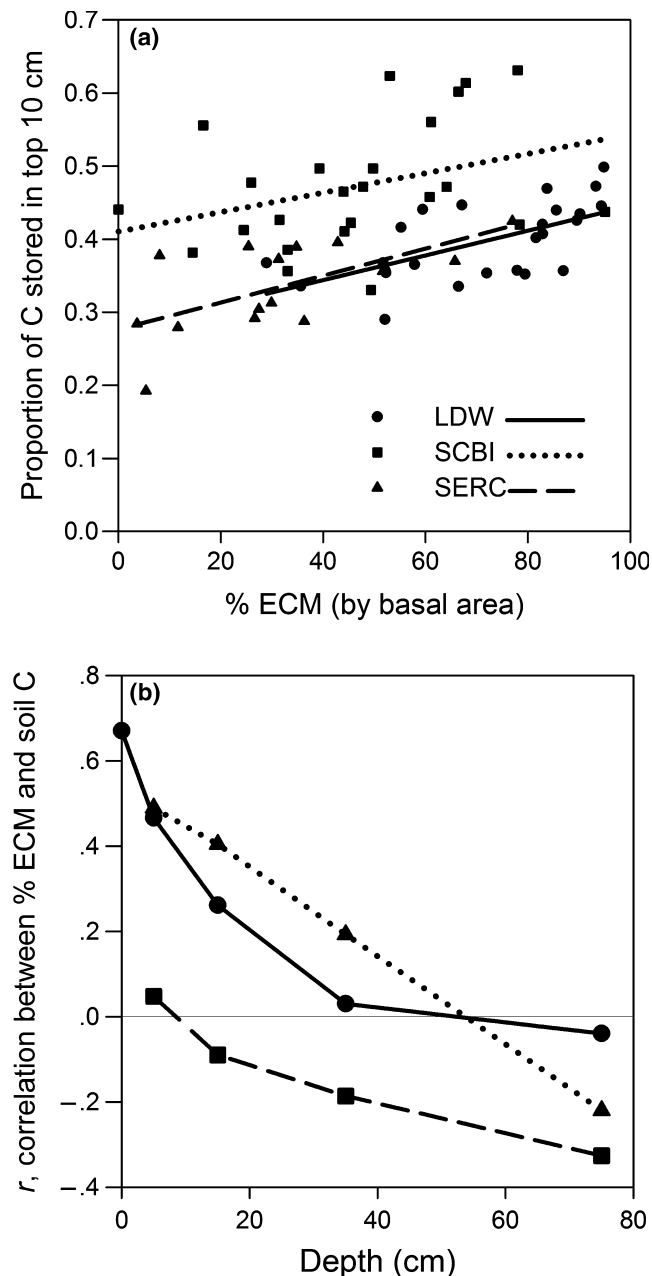 (a)
Proportion of C stored in top 10 cm
0.7
0.6
0.5
0.4
0.3
0.2
0.1
0.0
LDW
SCBI
SERC
0 20 40 60 80 100
% ECM (by basal area)
(b)
r, correlation between % ECM and soil C
.8
.6
.4
.2
.0
–.2
–.4
0 20 40 60 80
Depth (cm)